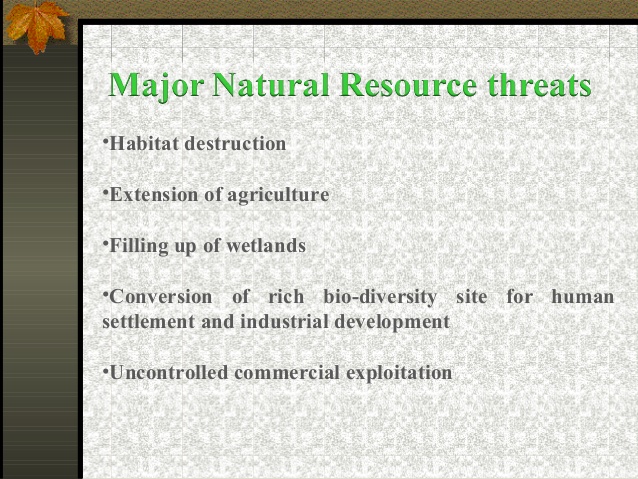 Major Natural Resource threats
•Habitat destruction
•Extension of agriculture
•Filling up of wetlands
•Conversion of rich bio-diversity site for human
settlement and industrial development
•Uncontrolled commercial exploitation